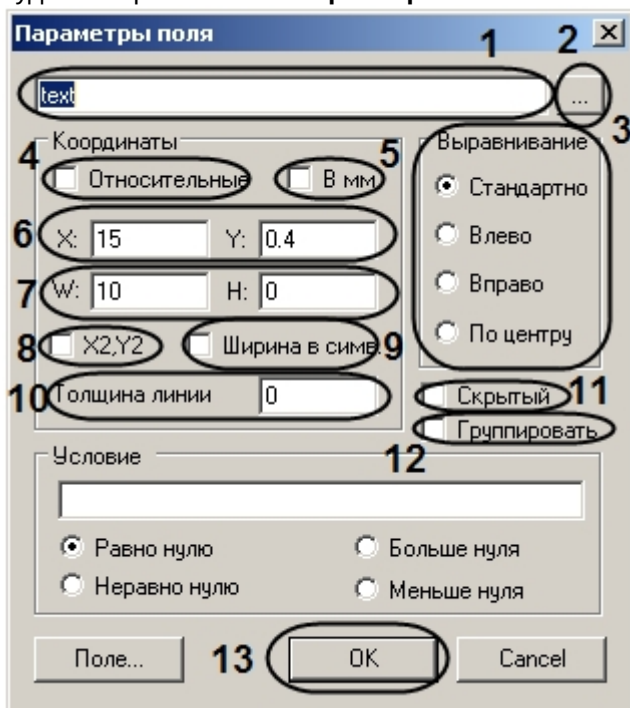 Параметры поля 1 2
text ... 3
Координаты Выравнивание
4 Относительные 5 В мм
Стандартно
6 X: 15 Y: 0.4
Влево
7 W: 10 H: 0
Вправо
8 X2,Y2 Ширина в симв. 9
По центру
10 Толщина линии 0
Скрытый 11
Группировать
Условие 12
Равно нулю Больше нуля
Неравно нулю Меньше нуля
Поле... 13 OK Cancel